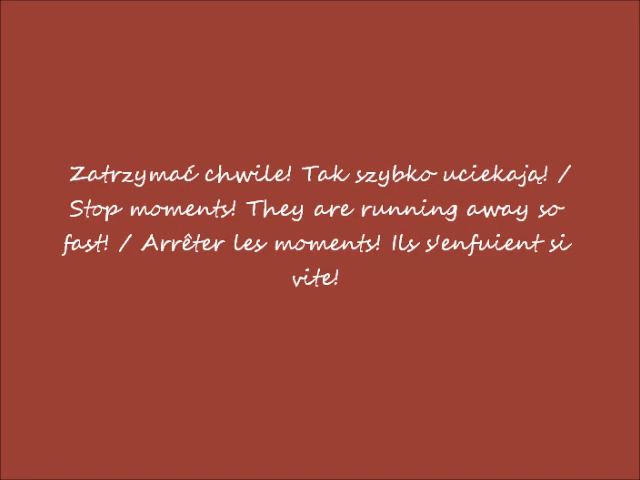 Zatrzymać chwile! Tak szybko uciekają! /
Stop moments! They are running away so
fast! / Arrêter les moments! Ils s'enfuient si
vite!